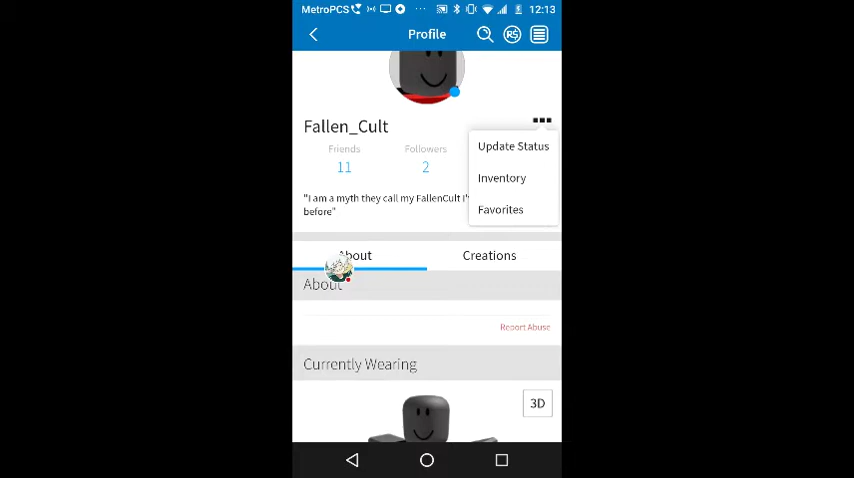 MetroPCS 12:13
Profile
Fallen_Cult
Friends
Followers
11
2
Update Status
Inventory
Favorites
"I am a myth they call my FallenCult I'
before"
About
Creations
About
Report Abuse
Currently Wearing
3D